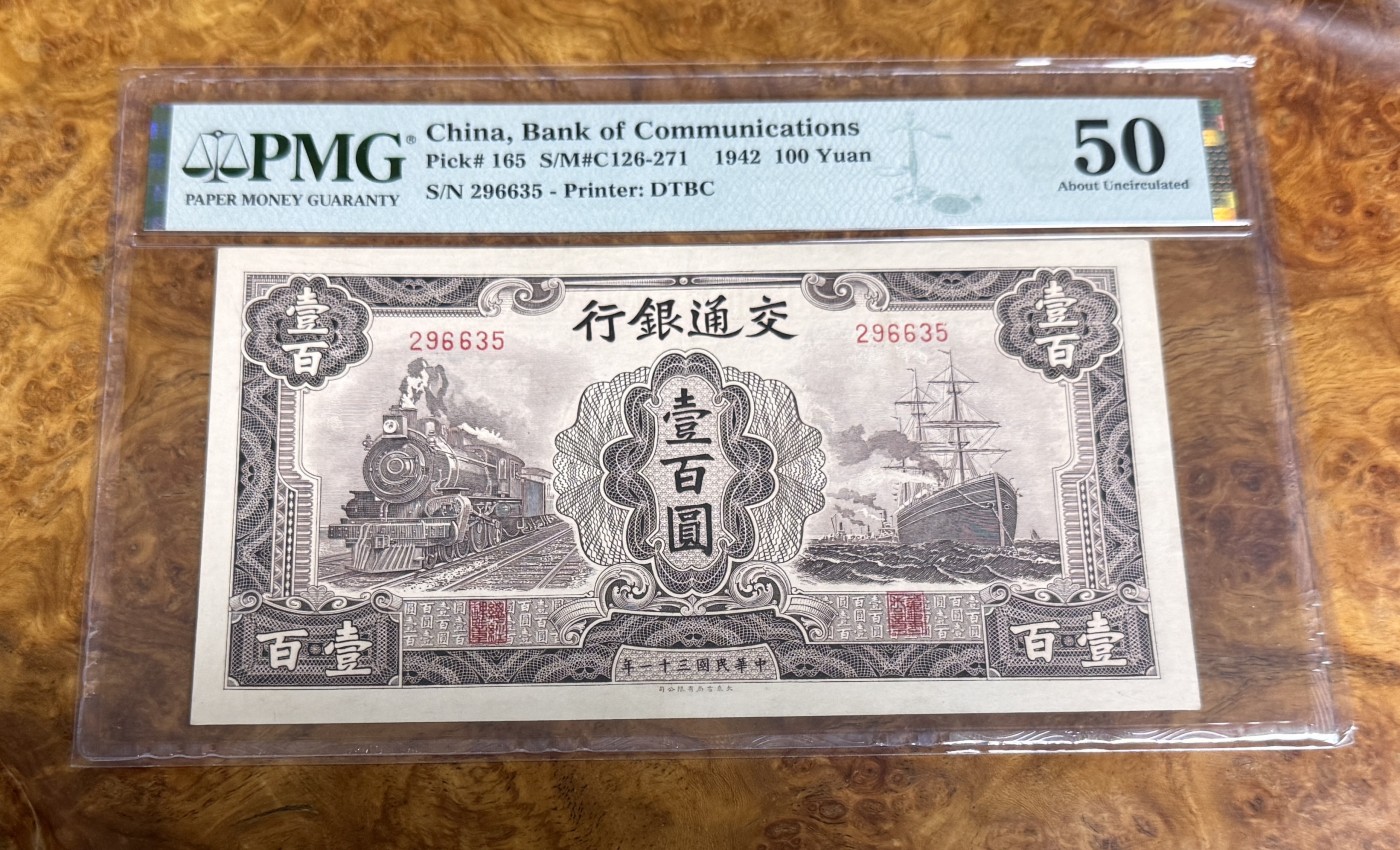 PMG®
PAPER MONEY GUARANTY
China, Bank of Communications
Pick# 165 S/M#C126-271 1942 100 Yuan
S/N 296635 - Printer: DTBC
50
About Uncirculated
行銀通交
壹百
壹百
296635
296635
壹百圓
百壹
百壹
年一十三國民華中